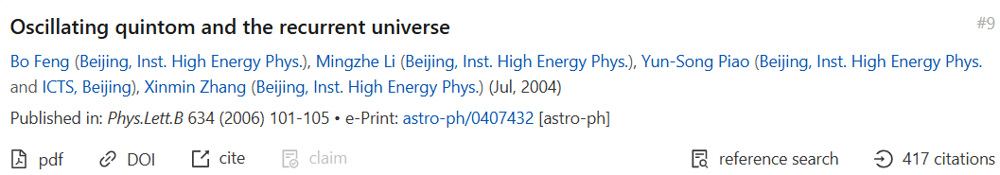 Oscillating quintom and the recurrent universe #9
Bo Feng (Beijing, Inst. High Energy Phys.), Mingzhe Li (Beijing, Inst. High Energy Phys.), Yun-Song Piao (Beijing, Inst. High Energy Phys.
and ICTS, Beijing), Xinmin Zhang (Beijing, Inst. High Energy Phys.) (Jul, 2004)
Published in: Phys.Lett.B 634 (2006) 101-105 • e-Print: astro-ph/0407432 [astro-ph]
pdf DOI cite claim reference search 417 citations